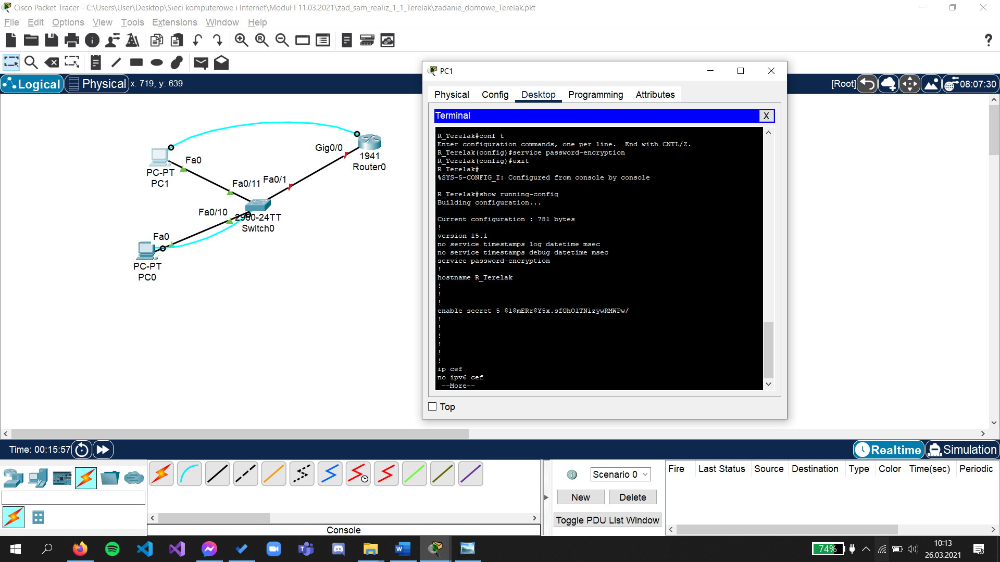 Cisco Packet Tracer - C:\Users\User\Desktop\Sieci komputerowe i Internet\Moduł I 11.03.2021\zad_sam_realiz_1_1_Terelak\zadanie_domowe_Terelak.pkt
File Edit Options View Tools Extensions Window Help
Logical Physical x: 719, y: 639
[Root] 08:07:30
Gig0/0
1941
Router0
Fa0
PC-PT
PC1
Fa0/11 Fa0/1
Fa0/10
2960-24TT
Switch0
Fa0
PC-PT
PC0
PC1
Physical Config Desktop Programming Attributes
Terminal X
R_Terelak#conf t
Enter configuration commands, one per line. End with CNTL/Z.
R_Terelak(config)#service password-encryption
R_Terelak(config)#exit
R_Terelak#
%SYS-5-CONFIG_I: Configured from console by console
R_Terelak#show running-config
Building configuration...
Current configuration : 781 bytes
!
version 15.1
no service timestamps log datetime msec
no service timestamps debug datetime msec
service password-encryption
!
hostname R_Terelak
!
!
!
enable secret 5 $1$mERr$Y5x.sfGhO1TNizywRMWPw/
!
!
!
!
!
!
ip cef
no ipv6 cef
--More--
Top
Time: 00:15:57
Realtime Simulation
Scenario 0
New Delete
Toggle PDU List Window
Fire Last Status Source Destination Type Color Time(sec) Periodic
Console
74%
10:13
26.03.2021